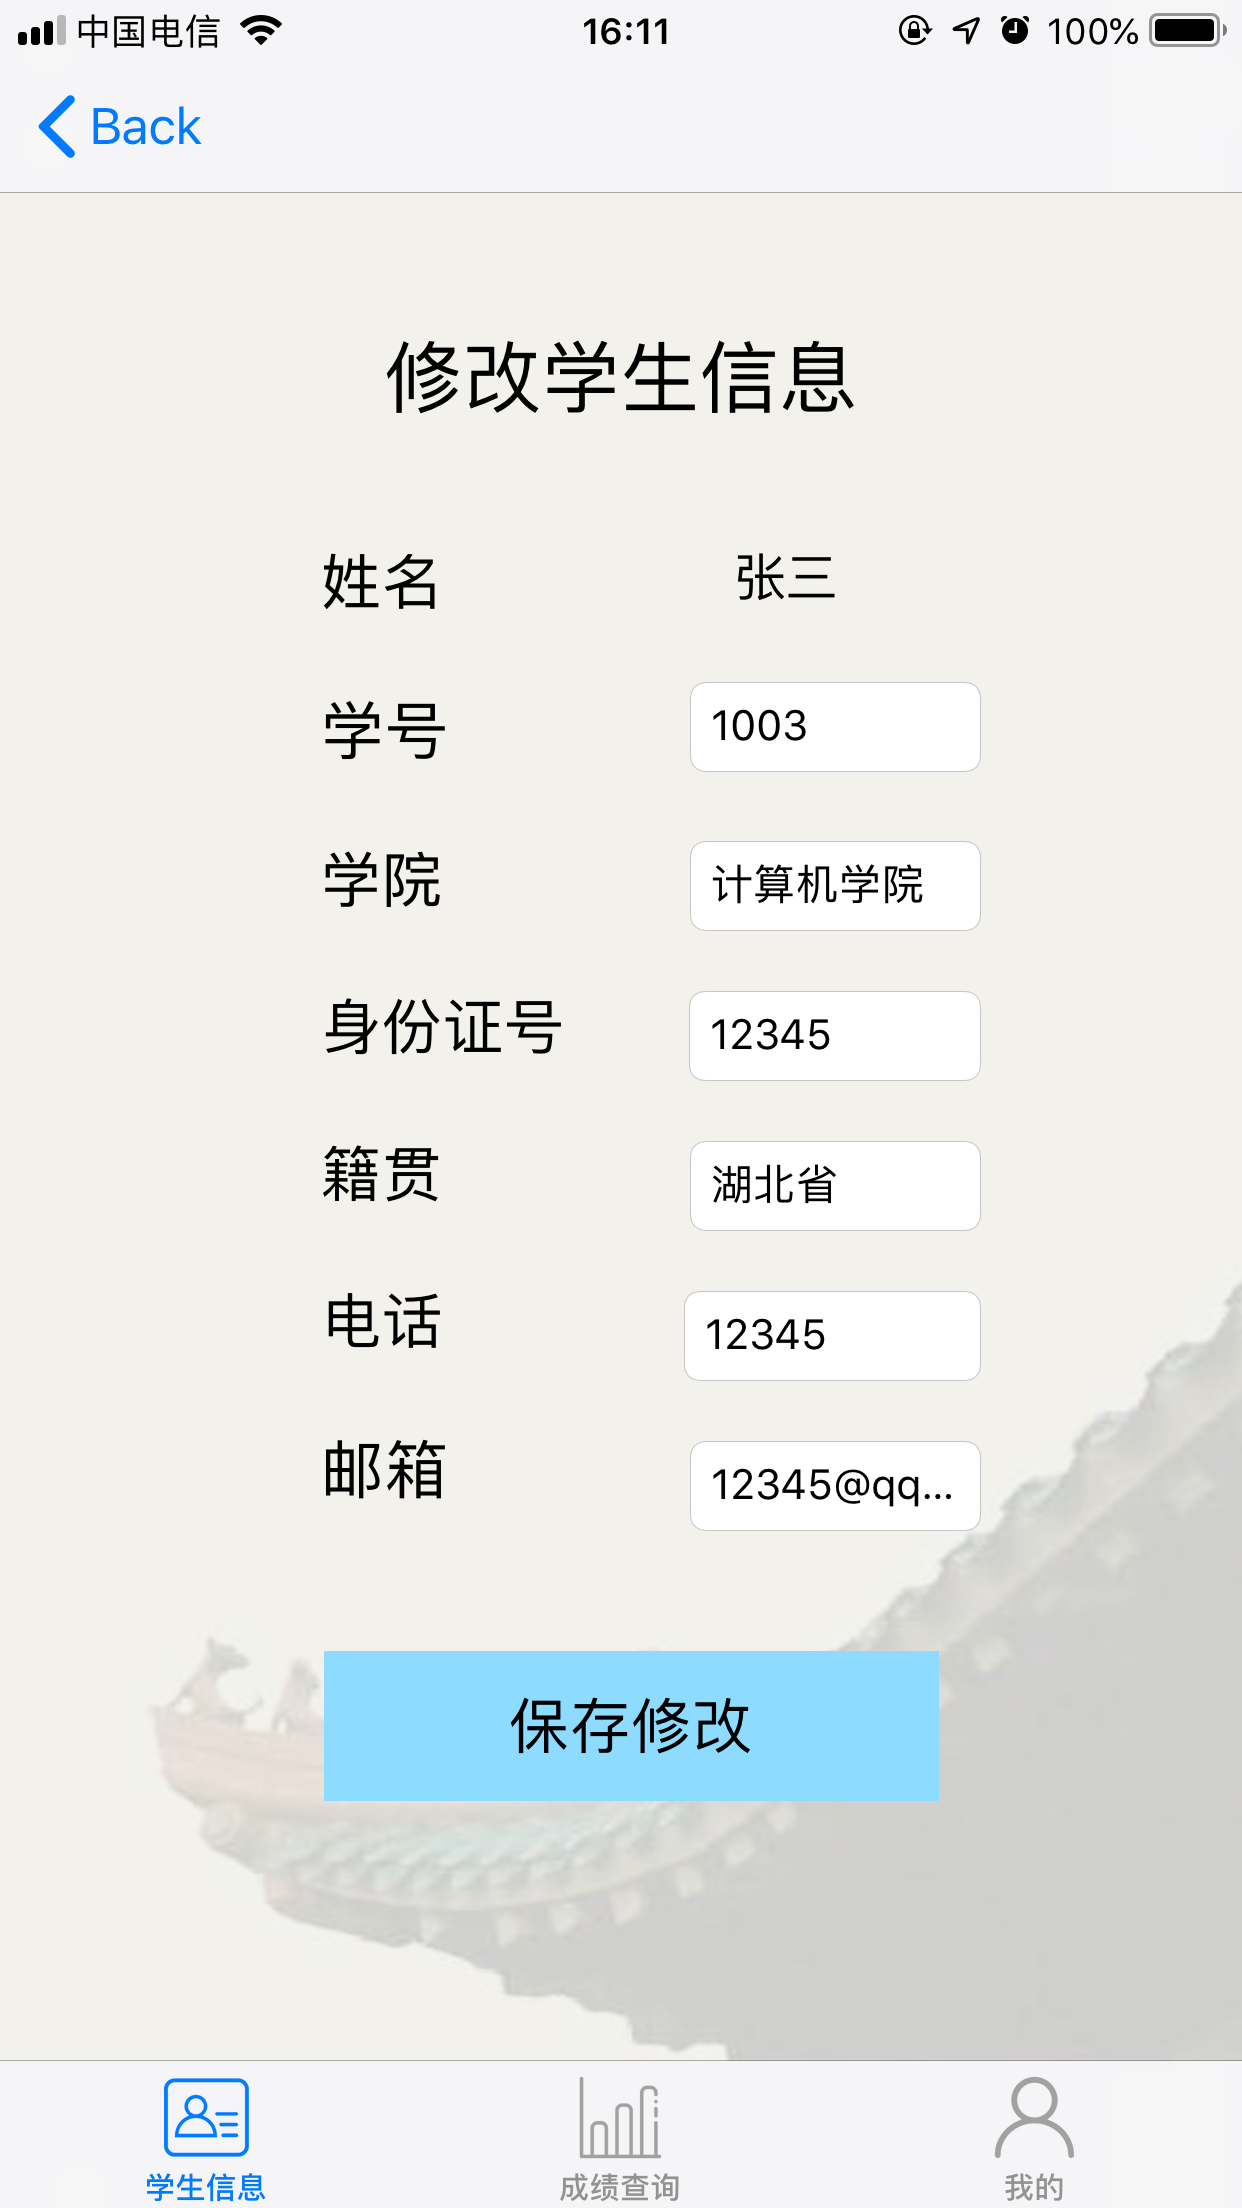 中国电信 16:11 100%
Back
修改学生信息
姓名 张三
学号 1003
学院 计算机学院
身份证号 12345
籍贯 湖北省
电话 12345
邮箱 12345@qq...
保存修改
学生信息 成绩查询 我的